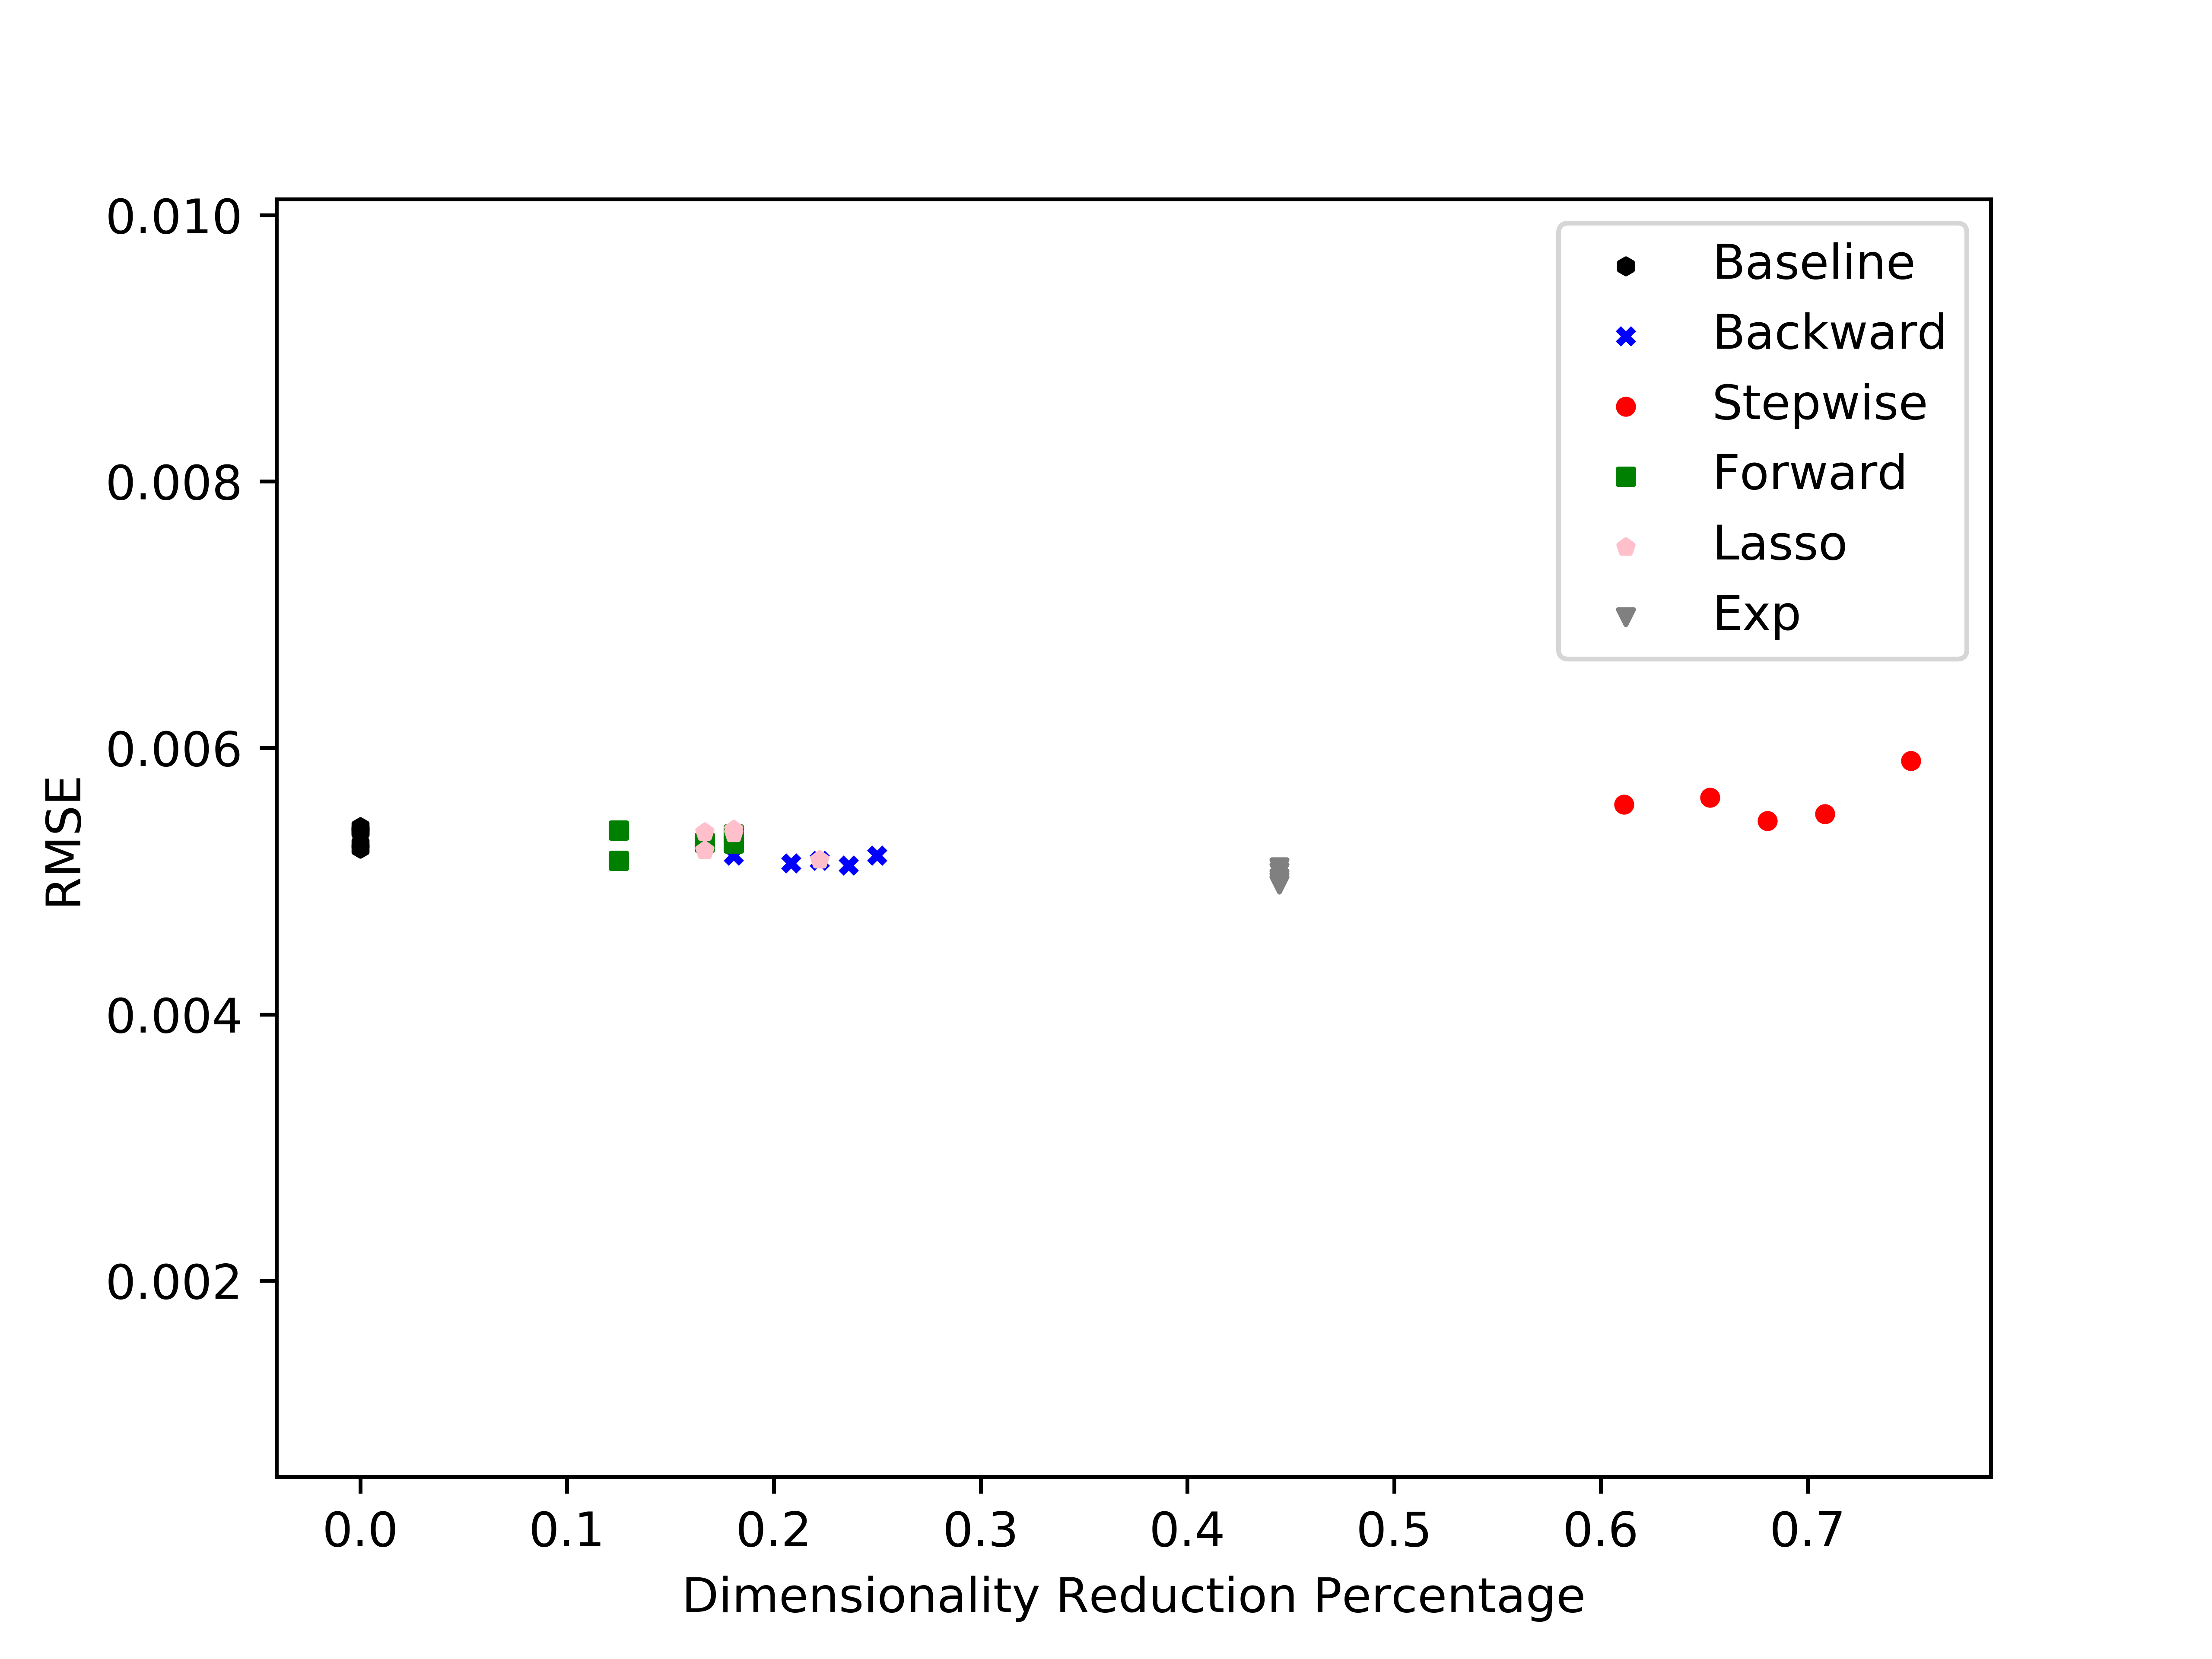 0.010
0.008
0.006
0.004
0.002
RMSE
0.0 0.1 0.2 0.3 0.4 0.5 0.6 0.7
Dimensionality Reduction Percentage
Baseline
Backward
Stepwise
Forward
Lasso
Exp